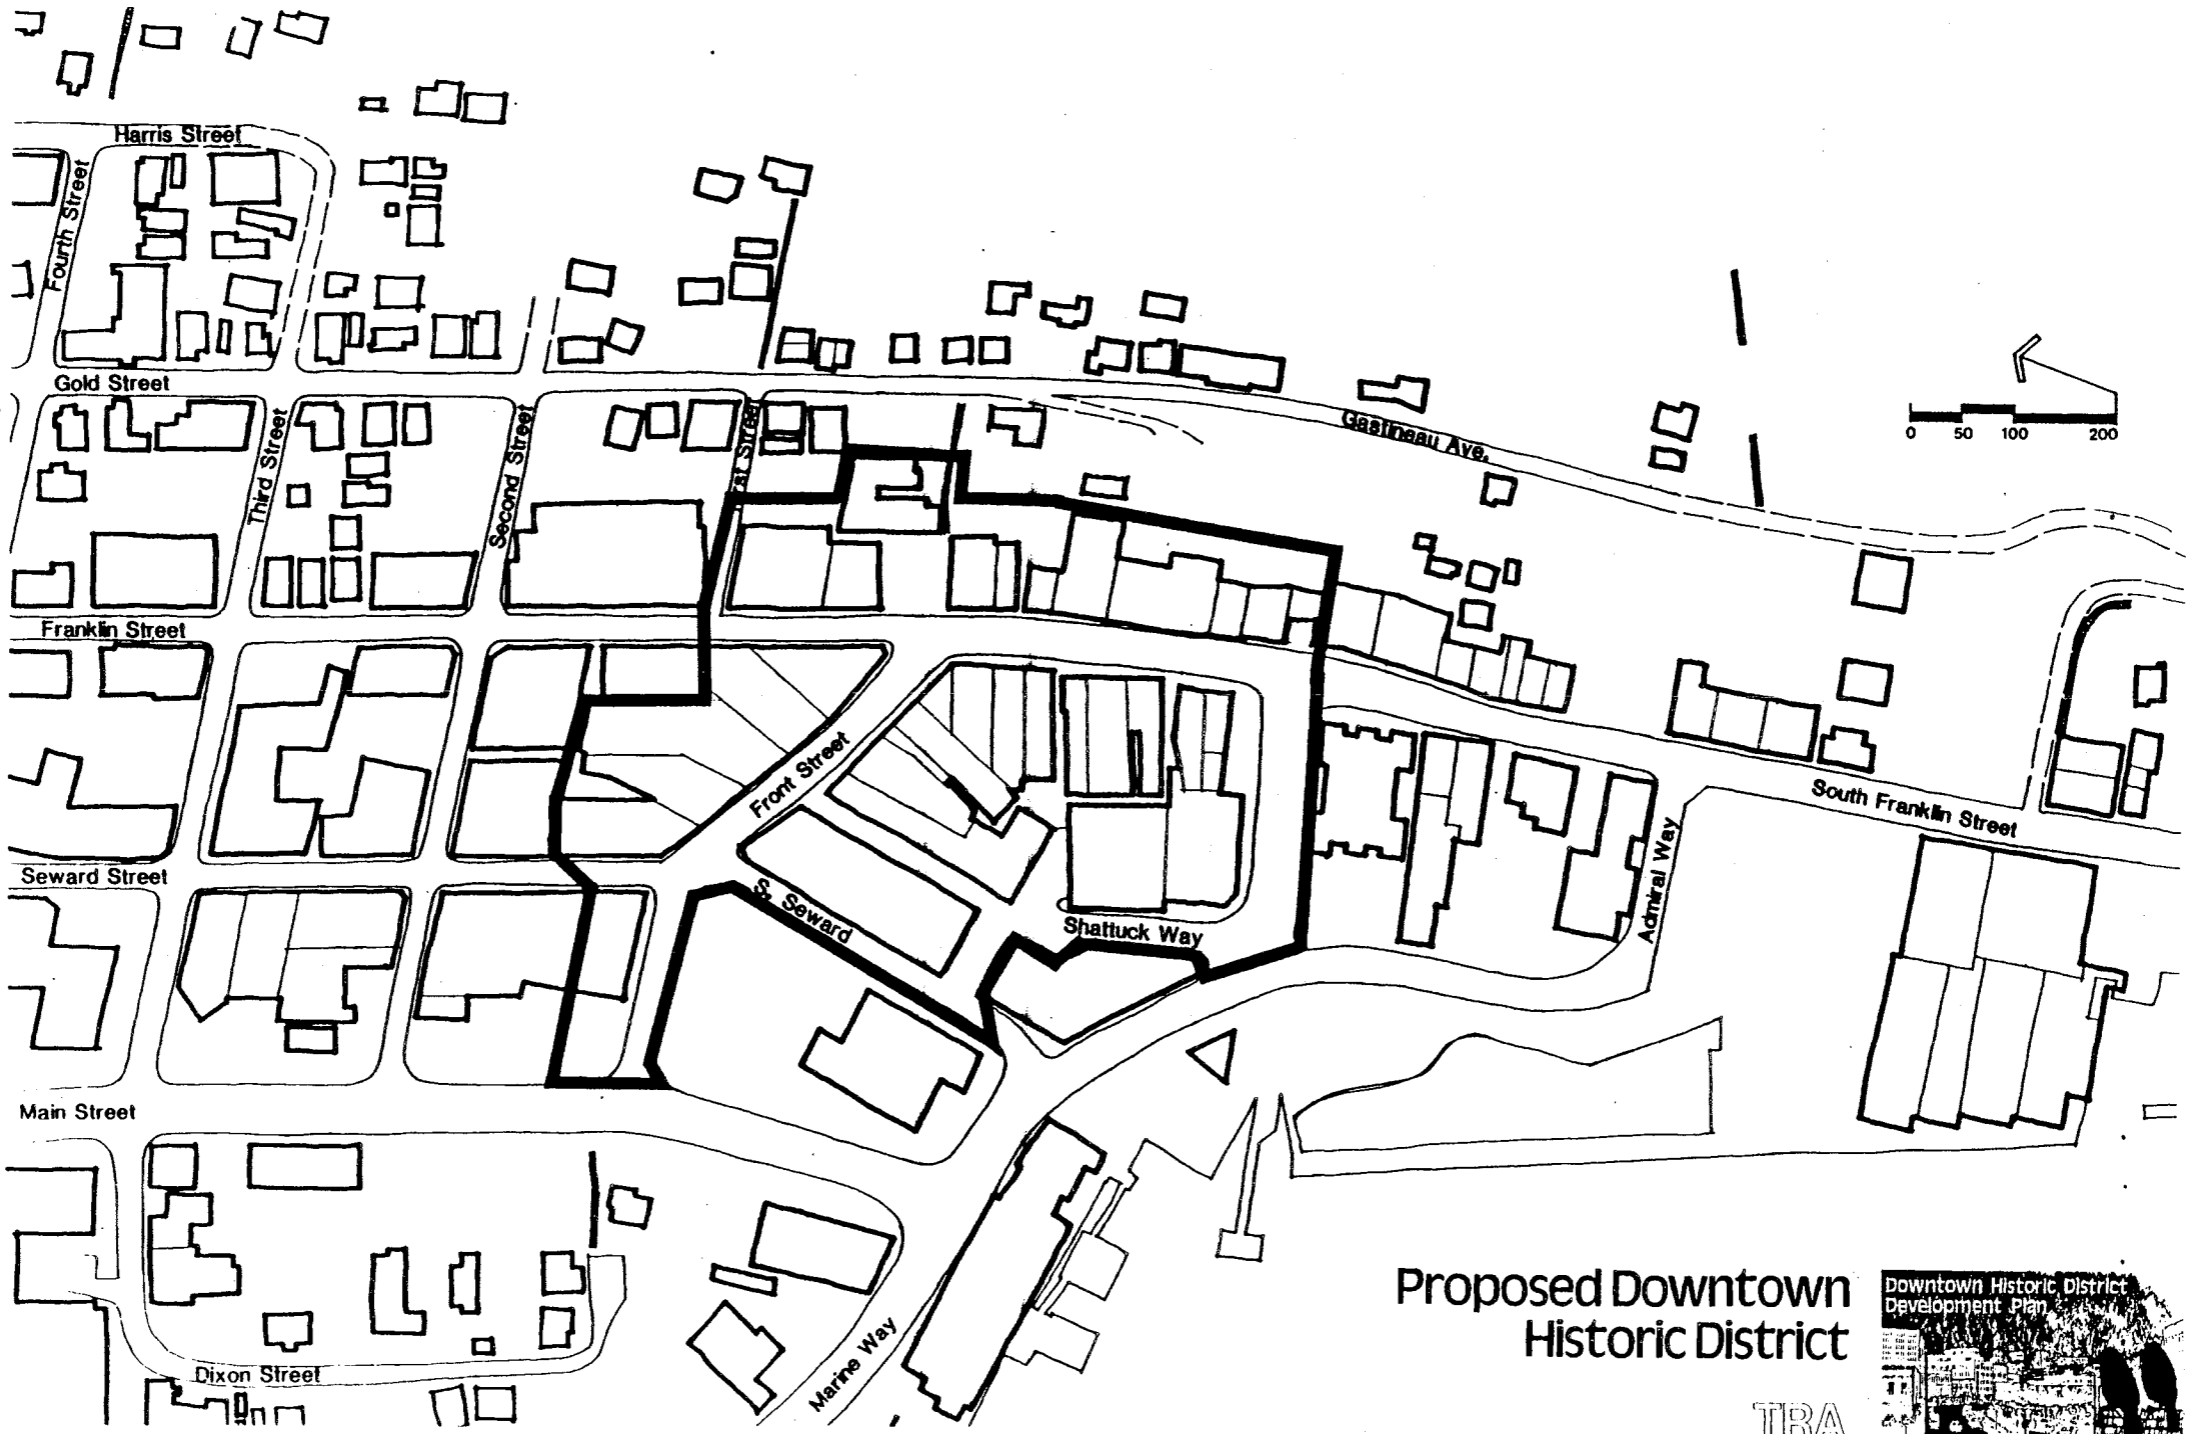 Harris Street
Fourth Street
Gold Street
Third Street
Second Street
rst Street
Gastineau Ave.
0 50 100 200
Franklin Street
Front Street
South Franklin Street
Admiral Way
Seward Street
S. Seward
Shattuck Way
Main Street
Marine Way
Dixon Street
Proposed Downtown
Historic District
Downtown Historic District
Development Plan
TRA